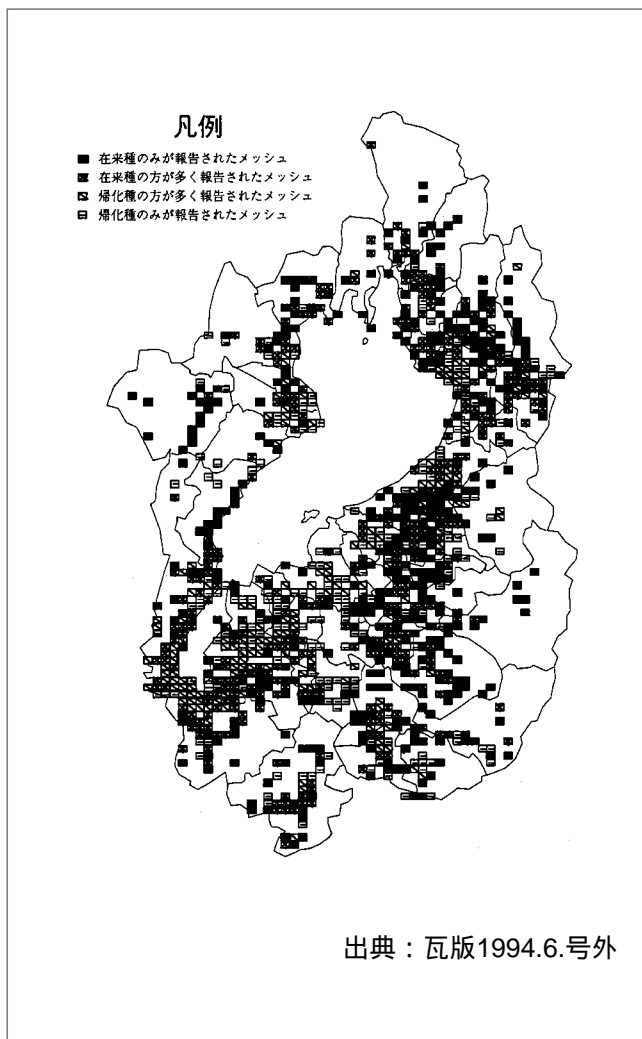 凡例
在来種のみが報告されたメッシュ
在来種の方が多く報告されたメッシュ
帰化種の方が多く報告されたメッシュ
帰化種のみが報告されたメッシュ
出典：瓦版1994.6.号外